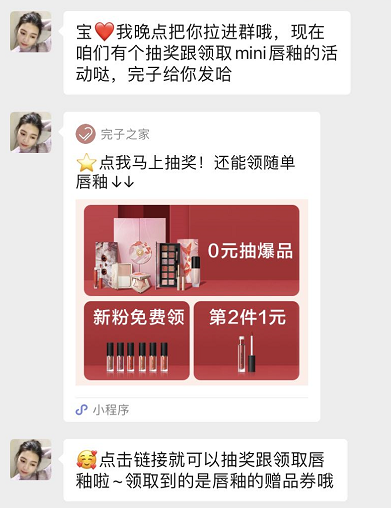 宝❤️我晚点把你拉进群哦，现在
咱们有个抽奖跟领取mini唇釉的活
动哒，完子给你发哈
完子之家
⭐点我马上抽奖！还能领随单
唇釉↓↓
0元抽爆品
新粉免费领
第2件1元
小程序
🥰点击链接就可以抽奖跟领取唇
釉啦~领取到的是唇釉的赠品券哦